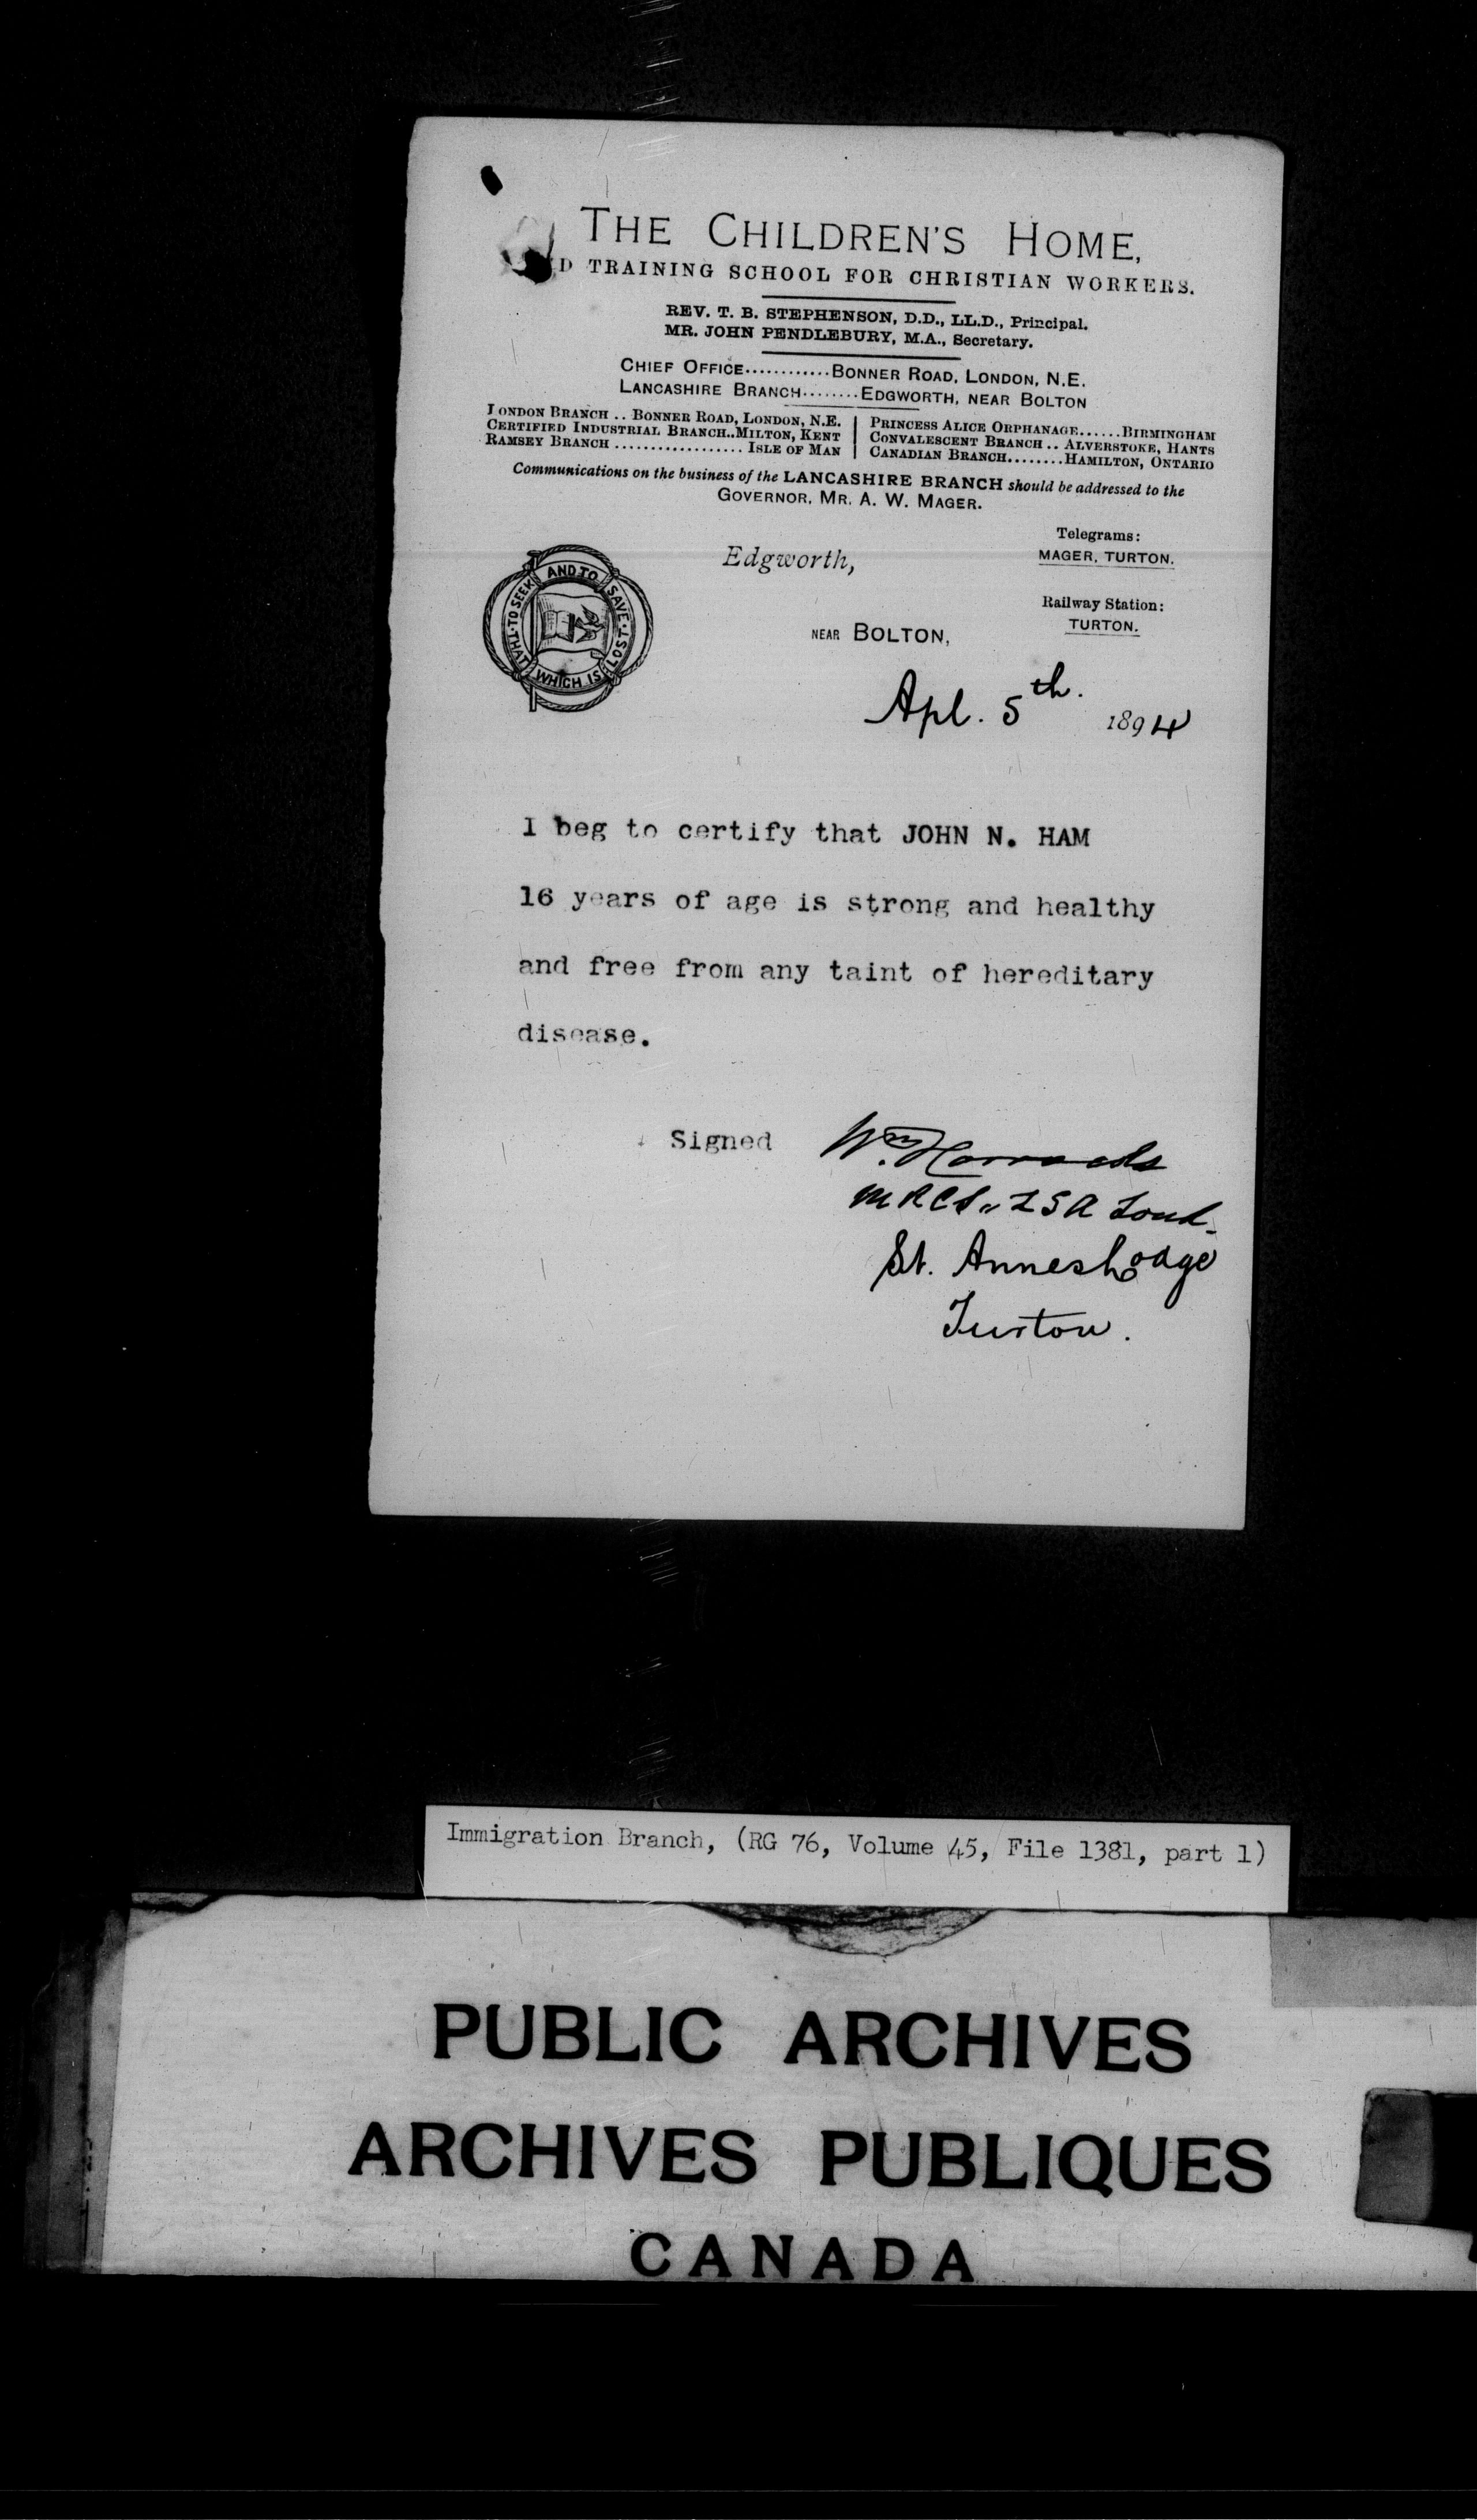 THE CHILDREN'S HOME,
D TRAINING SCHOOL FOR CHRISTIAN WORKERS.
REV. T. B. STEPHENSON, D.D., LL.D., Principal.
MR. JOHN PENDLEBURY, M.A., Secretary.
CHIEF OFFICE............BONNER ROAD, LONDON, N.E.
LANCASHIRE BRANCH........EDGWORTH, NEAR BOLTON
LONDON BRANCH .. BONNER ROAD, LONDON, N.E.
CERTIFIED INDUSTRIAL BRANCH..MILTON, KENT
RAMSEY BRANCH .................. ISLE OF MAN
PRINCESS ALICE ORPHANAGE......BIRMINGHAM
CONVALESCENT BRANCH .. ALVERSTOKE, HANTS
CANADIAN BRANCH........HAMILTON, ONTARIO
Communications on the business of the LANCASHIRE BRANCH should be addressed to the
GOVERNOR, MR. A. W. MAGER.
Telegrams:
MAGER, TURTON.
Edgworth,
Railway Station:
TURTON.
NEAR BOLTON,
TO SEEK AND TO SAVE THAT WHICH IS LOST
Apl. 5th. 1894
I beg to certify that JOHN N. HAM
16 years of age is strong and healthy
and free from any taint of hereditary
disease.
Signed Wm
MRCS., LSA Lond.
St. Annes Lodge
Turton.
Immigration Branch, (RG 76, Volume 45, File 1381, part 1)
PUBLIC ARCHIVES
ARCHIVES PUBLIQUES
CANADA